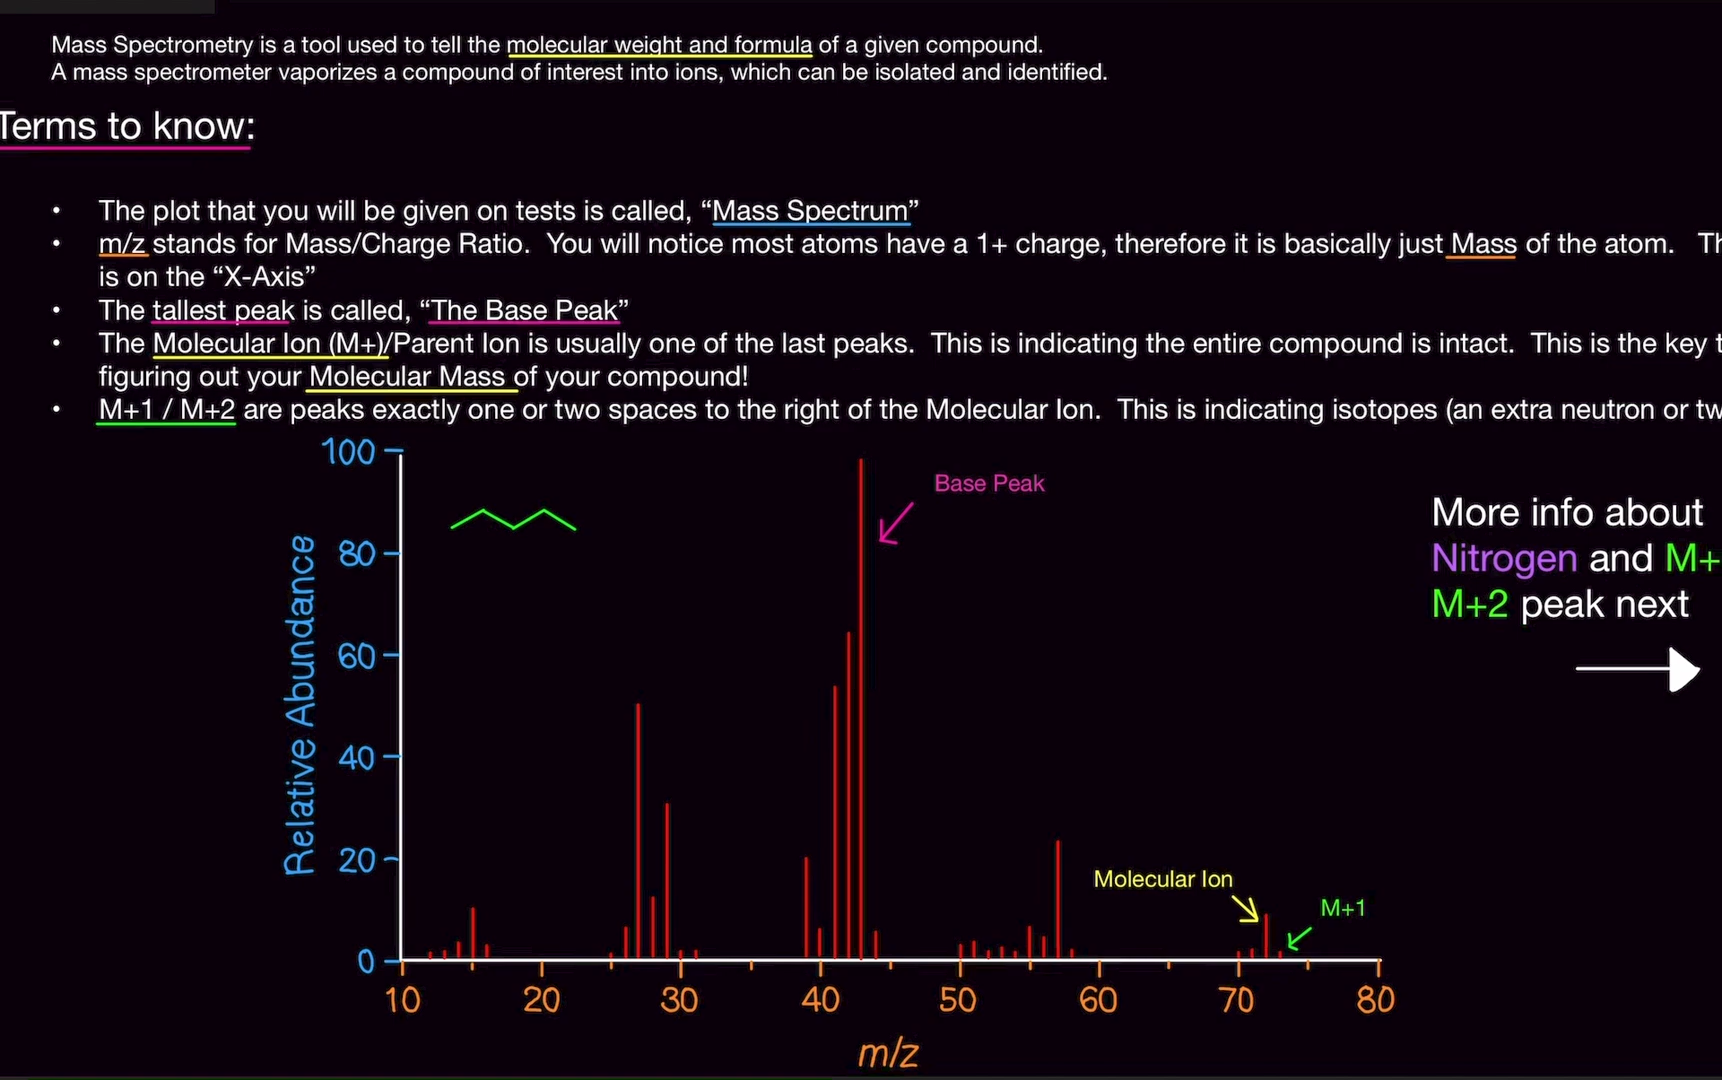 Mass Spectrometry is a tool used to tell the molecular weight and formula of a given compound.
A mass spectrometer vaporizes a compound of interest into ions, which can be isolated and identified.
Terms to know:
• The plot that you will be given on tests is called, “Mass Spectrum”
• m/z stands for Mass/Charge Ratio. You will notice most atoms have a 1+ charge, therefore it is basically just Mass of the atom. Th
is on the “X-Axis”
• The tallest peak is called, “The Base Peak”
• The Molecular Ion (M+)/Parent Ion is usually one of the last peaks. This is indicating the entire compound is intact. This is the key t
figuring out your Molecular Mass of your compound!
• M+1 / M+2 are peaks exactly one or two spaces to the right of the Molecular Ion. This is indicating isotopes (an extra neutron or tw
100
80
60
40
20
0
Relative Abundance
Base Peak
Molecular Ion
M+1
10 20 30 40 50 60 70 80
m/z
More info about
Nitrogen and M+
M+2 peak next